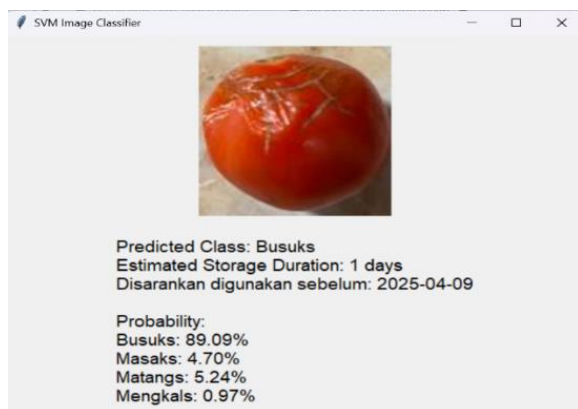 SVM Image Classifier
Predicted Class: Busuks
Estimated Storage Duration: 1 days
Disarankan digunakan sebelum: 2025-04-09
Probability:
Busuks: 89.09%
Masaks: 4.70%
Matangs: 5.24%
Mengkals: 0.97%